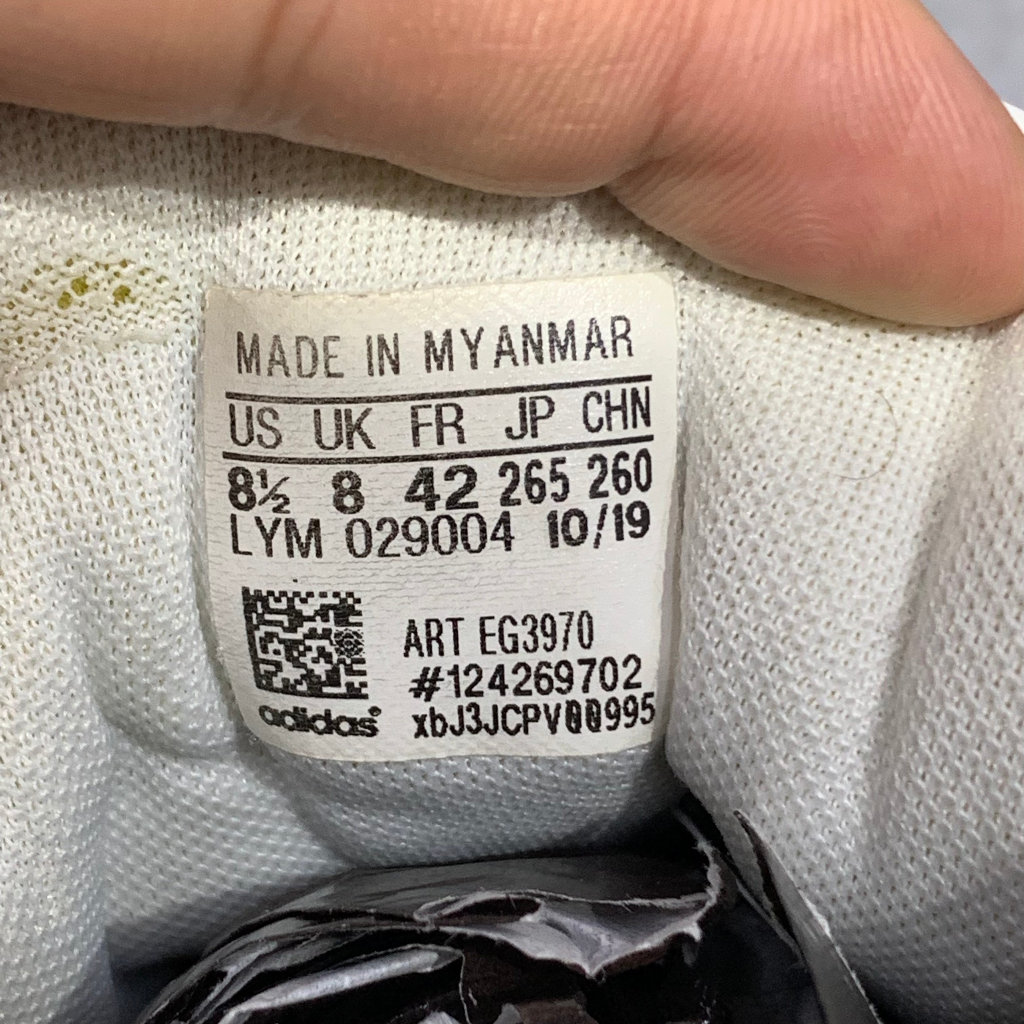 MADE IN MYANMAR
US UK FR JP CHN
8½ 8 42 265 260
LYM 029004 10/19
ART EG3970
#124269702
adidas® xbJ3JCPV00995